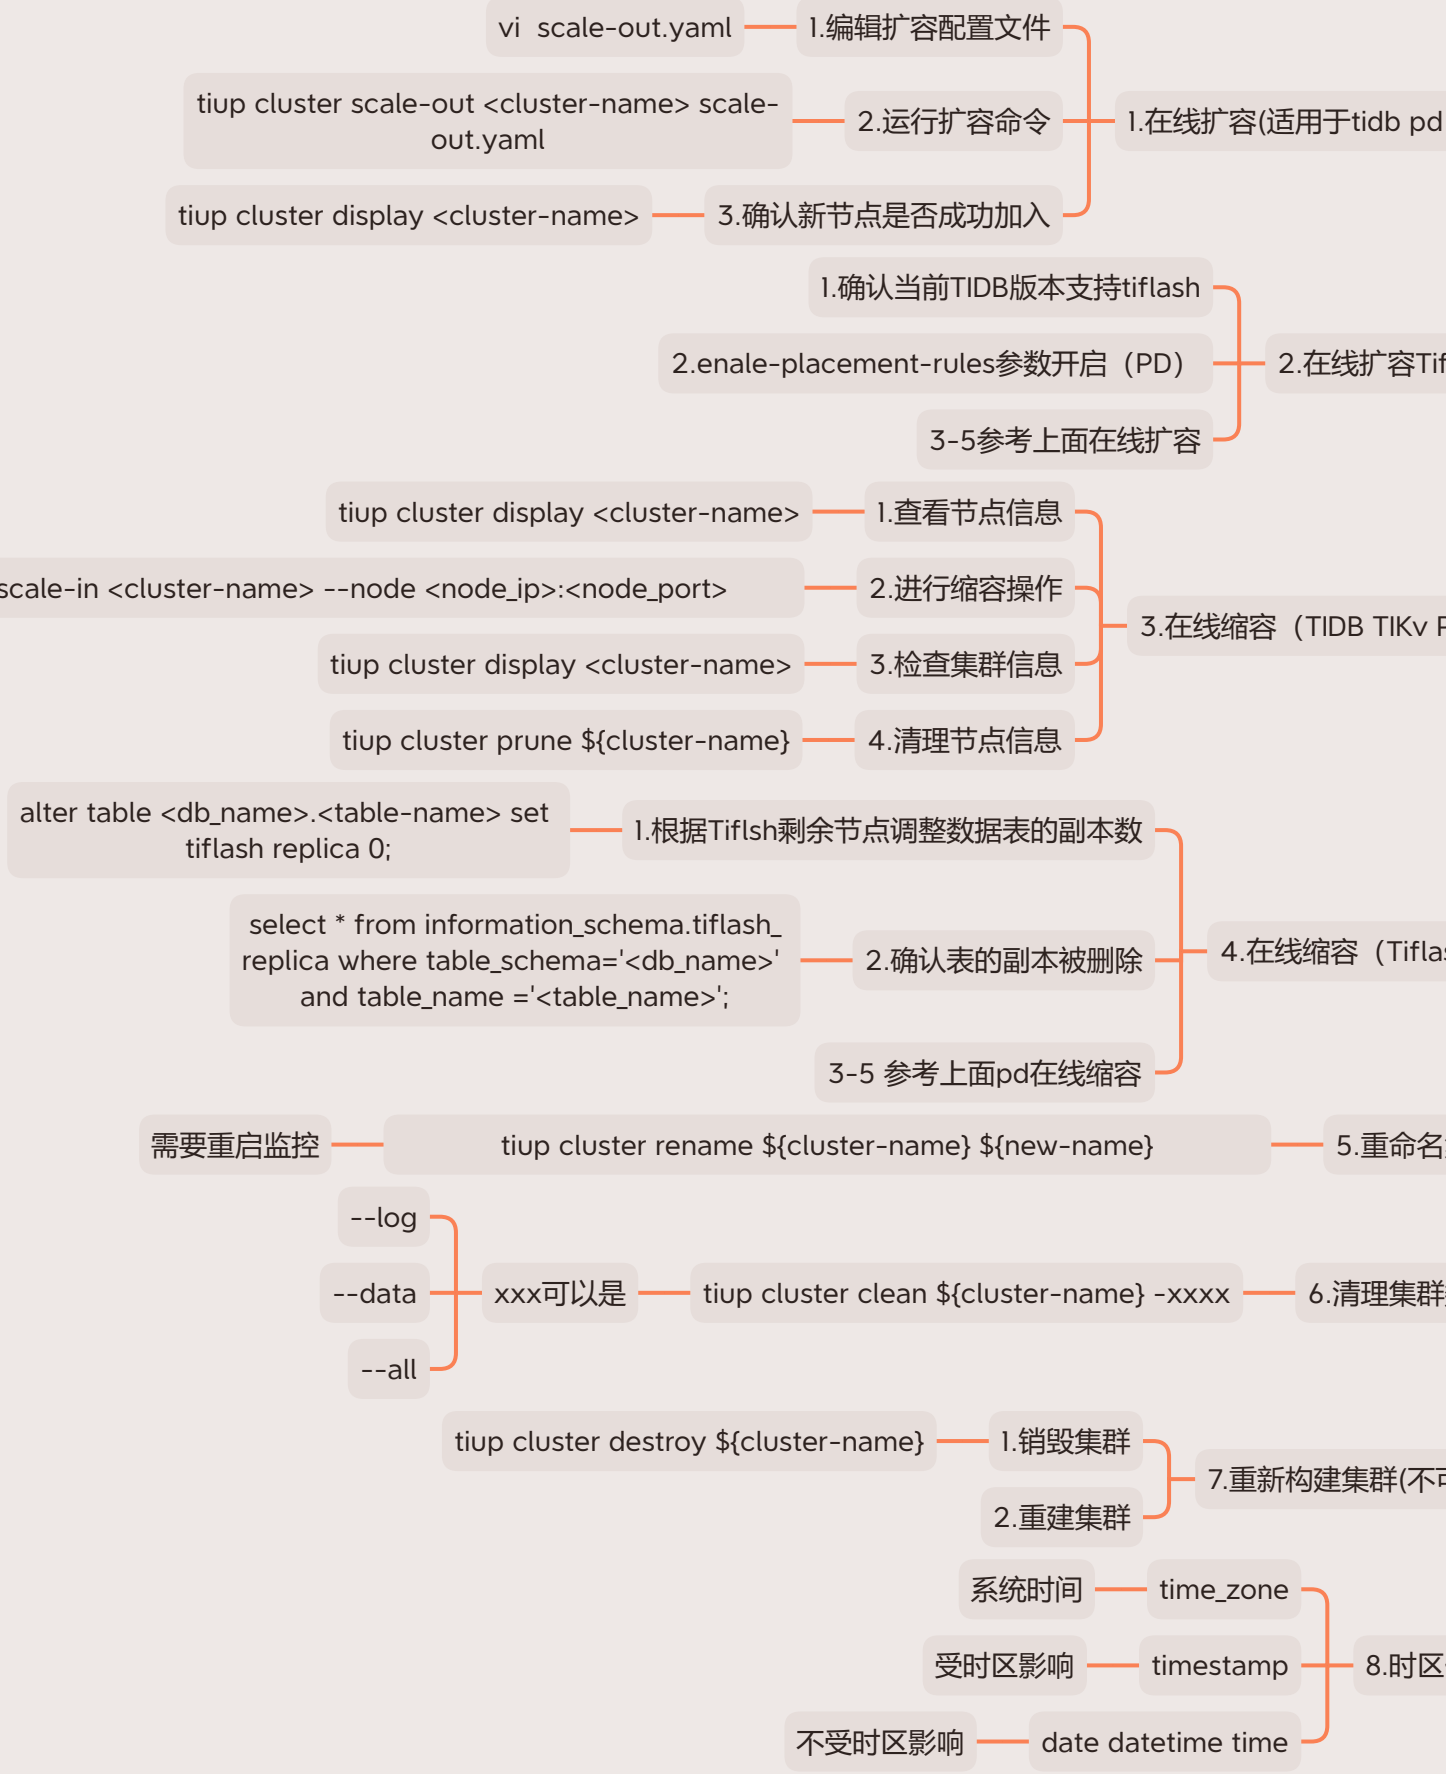 vi  scale-out.yaml
1.编辑扩容配置文件
tiup cluster scale-out <cluster-name> scale-
out.yaml
2.运行扩容命令
1.在线扩容(适用于tidb pd
tiup cluster display <cluster-name>
3.确认新节点是否成功加入
1.确认当前TIDB版本支持tiflash
2.enale-placement-rules参数开启（PD）
2.在线扩容Tif
3-5参考上面在线扩容
tiup cluster display <cluster-name>
1.查看节点信息
scale-in <cluster-name> --node <node_ip>:<node_port>
2.进行缩容操作
3.在线缩容（TIDB TIKv P
tiup cluster display <cluster-name>
3.检查集群信息
tiup cluster prune ${cluster-name}
4.清理节点信息
alter table <db_name>.<table-name> set
tiflash replica 0;
1.根据Tiflsh剩余节点调整数据表的副本数
select * from information_schema.tiflash_
replica where table_schema='<db_name>'
and table_name ='<table_name>';
2.确认表的副本被删除
4.在线缩容（Tiflas
3-5 参考上面pd在线缩容
需要重启监控
tiup cluster rename ${cluster-name} ${new-name}
5.重命名
--log
--data
xxx可以是
tiup cluster clean ${cluster-name} -xxxx
6.清理集群
--all
tiup cluster destroy ${cluster-name}
1.销毁集群
7.重新构建集群(不可
2.重建集群
系统时间
time_zone
受时区影响
timestamp
8.时区
不受时区影响
date datetime time